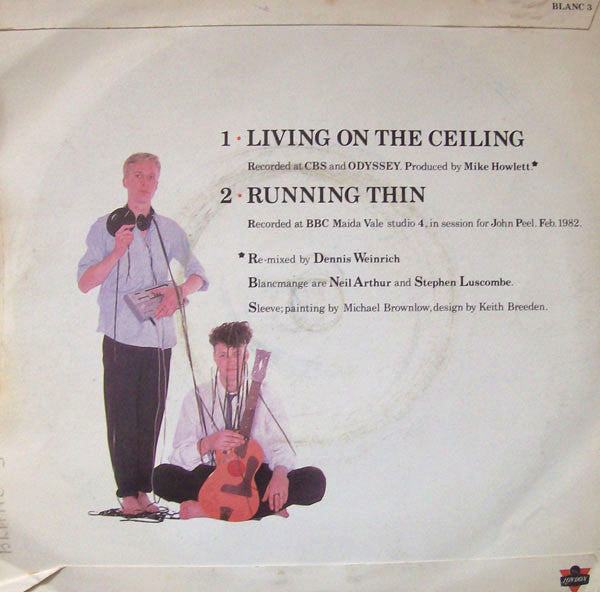 BLANC 3
1 · LIVING ON THE CEILING
Recorded at CBS and ODYSSEY. Produced by Mike Howlett.*
2 · RUNNING THIN
Recorded at BBC Maida Vale studio 4, in session for John Peel. Feb. 1982.
* Re-mixed by Dennis Weinrich
Blancmange are Neil Arthur and Stephen Luscombe.
Sleeve; painting by Michael Brownlow, design by Keith Breeden.
LONDON